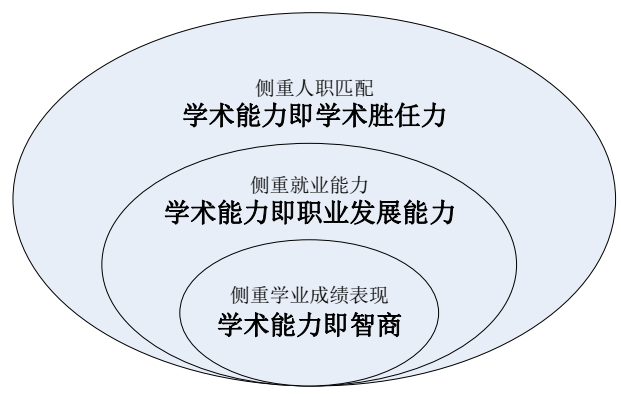 侧重人职匹配
学术能力即学术胜任力
侧重就业能力
学术能力即职业发展能力
侧重学业成绩表现
学术能力即智商